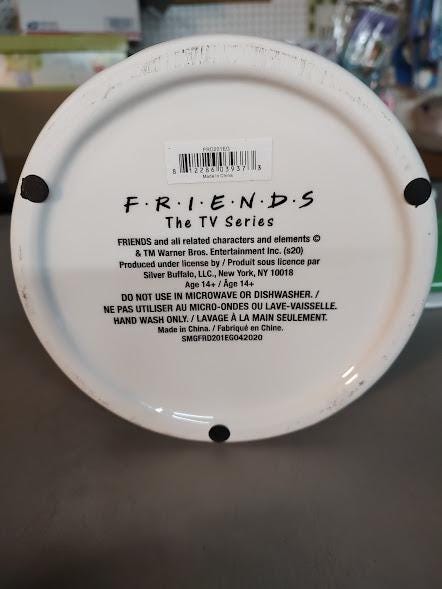 FRD201EG
8 12286 03937 3
Made in China
F·R·I·E·N·D·S
The TV Series
FRIENDS and all related characters and elements ©
& TM Warner Bros. Entertainment Inc. (s20)
Produced under license by / Produit sous licence par
Silver Buffalo, LLC., New York, NY 10018
Age 14+ / Âge 14+
DO NOT USE IN MICROWAVE OR DISHWASHER. /
NE PAS UTILISER AU MICRO-ONDES OU LAVE-VAISSELLE.
HAND WASH ONLY. / LAVAGE À LA MAIN SEULEMENT.
Made in China. / Fabriqué en Chine.
SMGFRD201EG042020